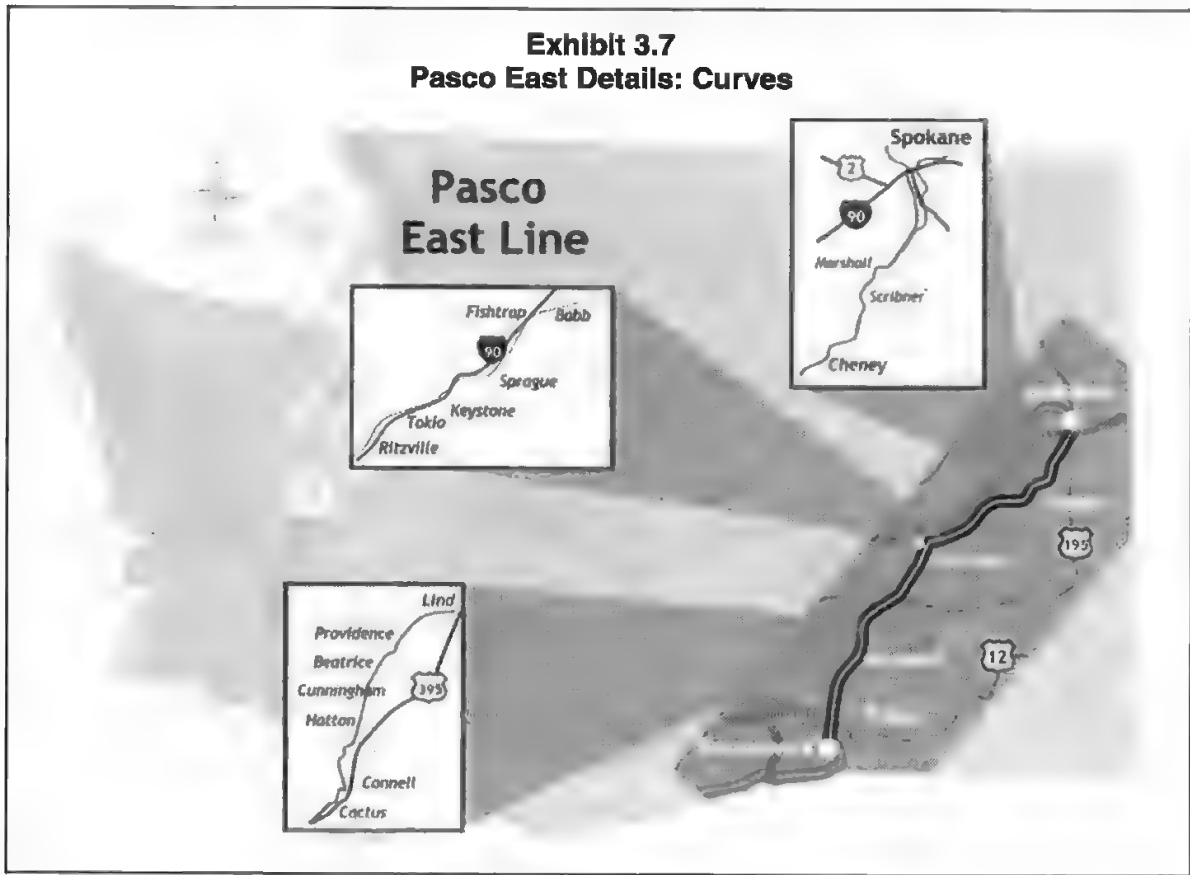 Exhibit 3.7
Pasco East Details: Curves
Pasco
East Line
Spokane
2
90
Marshall
Scribner
Cheney
Fishtrap
Babb
90
Sprague
Keystone
Tokio
Ritzville
Lind
Providence
Beatrice
Cunningham
395
Hatton
Connell
Cactus
195
12